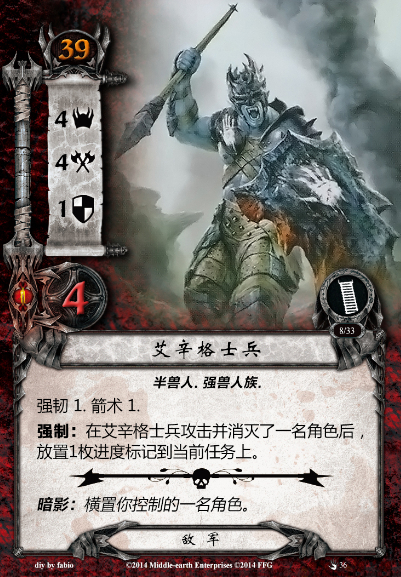 39
4
4
1
4
8/33
艾辛格士兵
半兽人. 强兽人族.
强韧 1. 箭术 1.
强制：在艾辛格士兵攻击并消灭了一名角色后，
放置1枚进度标记到当前任务上。
暗影：横置你控制的一名角色。
敌军
diy by fabio ©2014 Middle-earth Enterprises ©2014 FFG 36